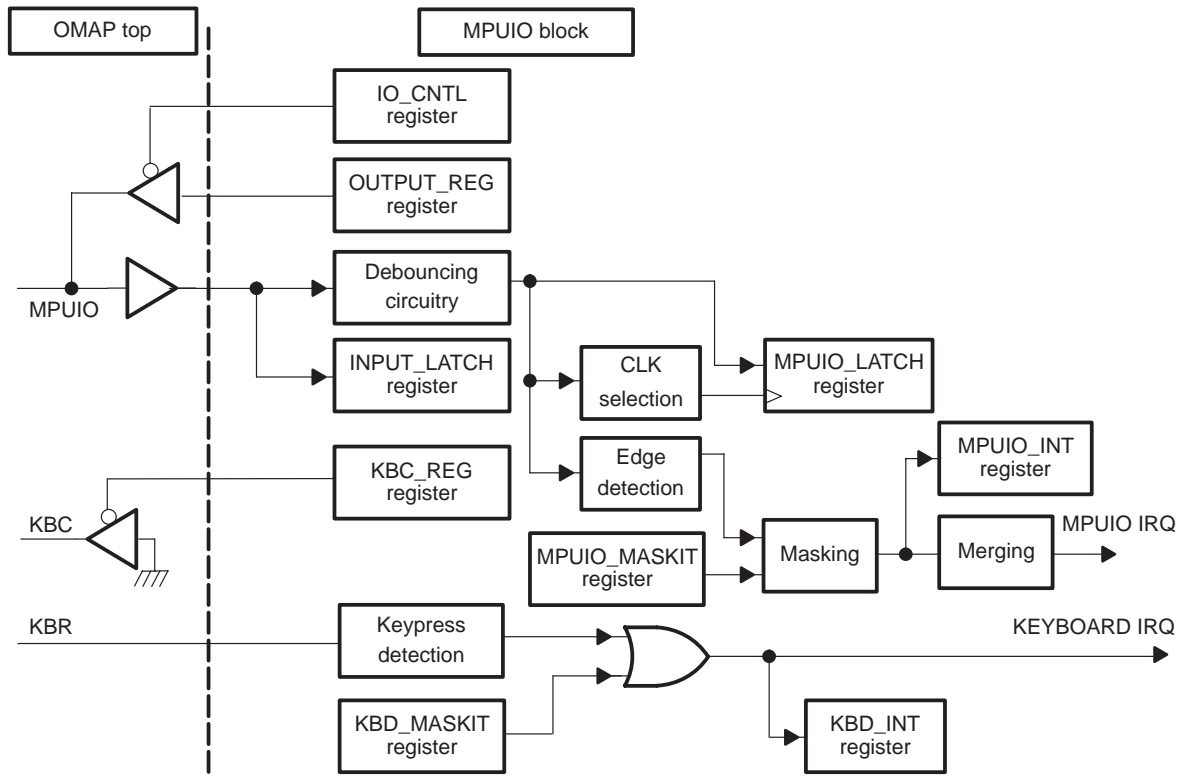 OMAP top
MPUIO block
IO_CNTL
register
OUTPUT_REG
register
Debouncing
circuitry
MPUIO
INPUT_LATCH
register
CLK
selection
MPUIO_LATCH
register
KBC_REG
register
Edge
detection
MPUIO_INT
register
KBC
MPUIO_MASKIT
register
Masking
Merging
MPUIO IRQ
KBR
Keypress
detection
KEYBOARD IRQ
KBD_MASKIT
register
KBD_INT
register